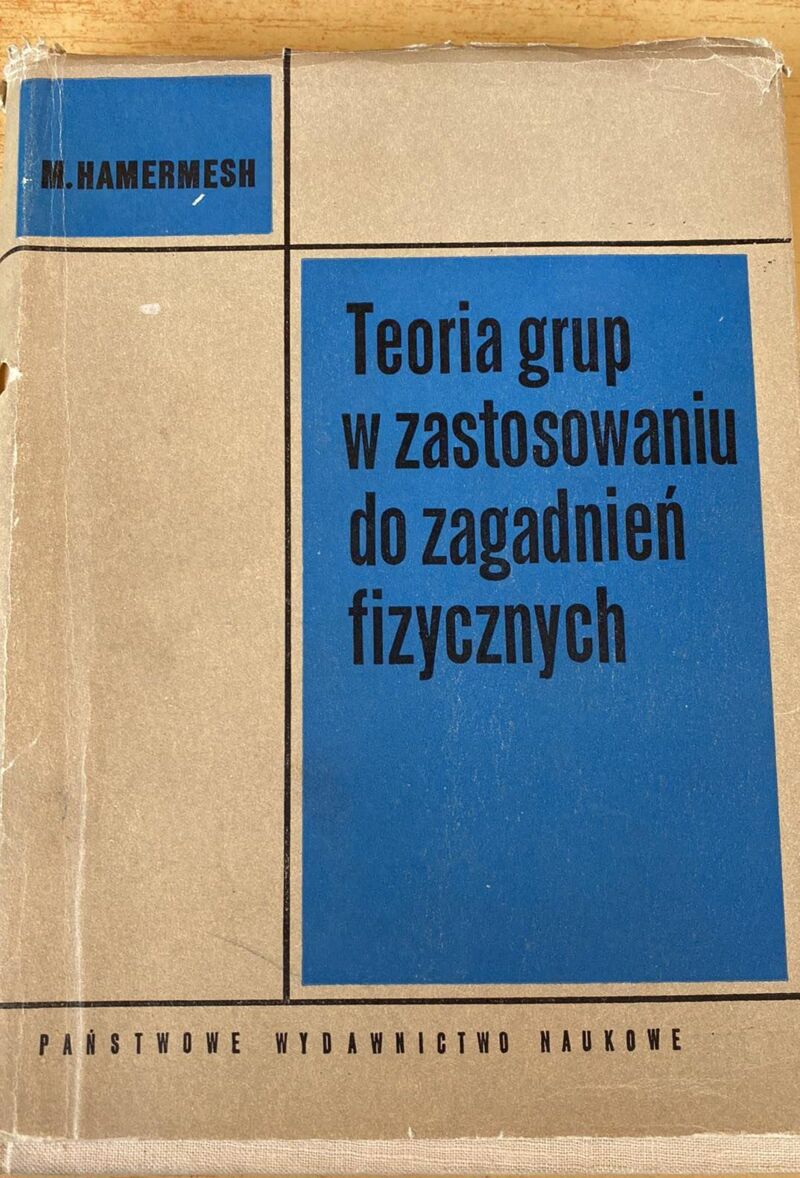 M. HAMERMESH
Teoria grup
w zastosowaniu
do zagadnień
fizycznych
PAŃSTWOWE WYDAWNICTWO NAUKOWE